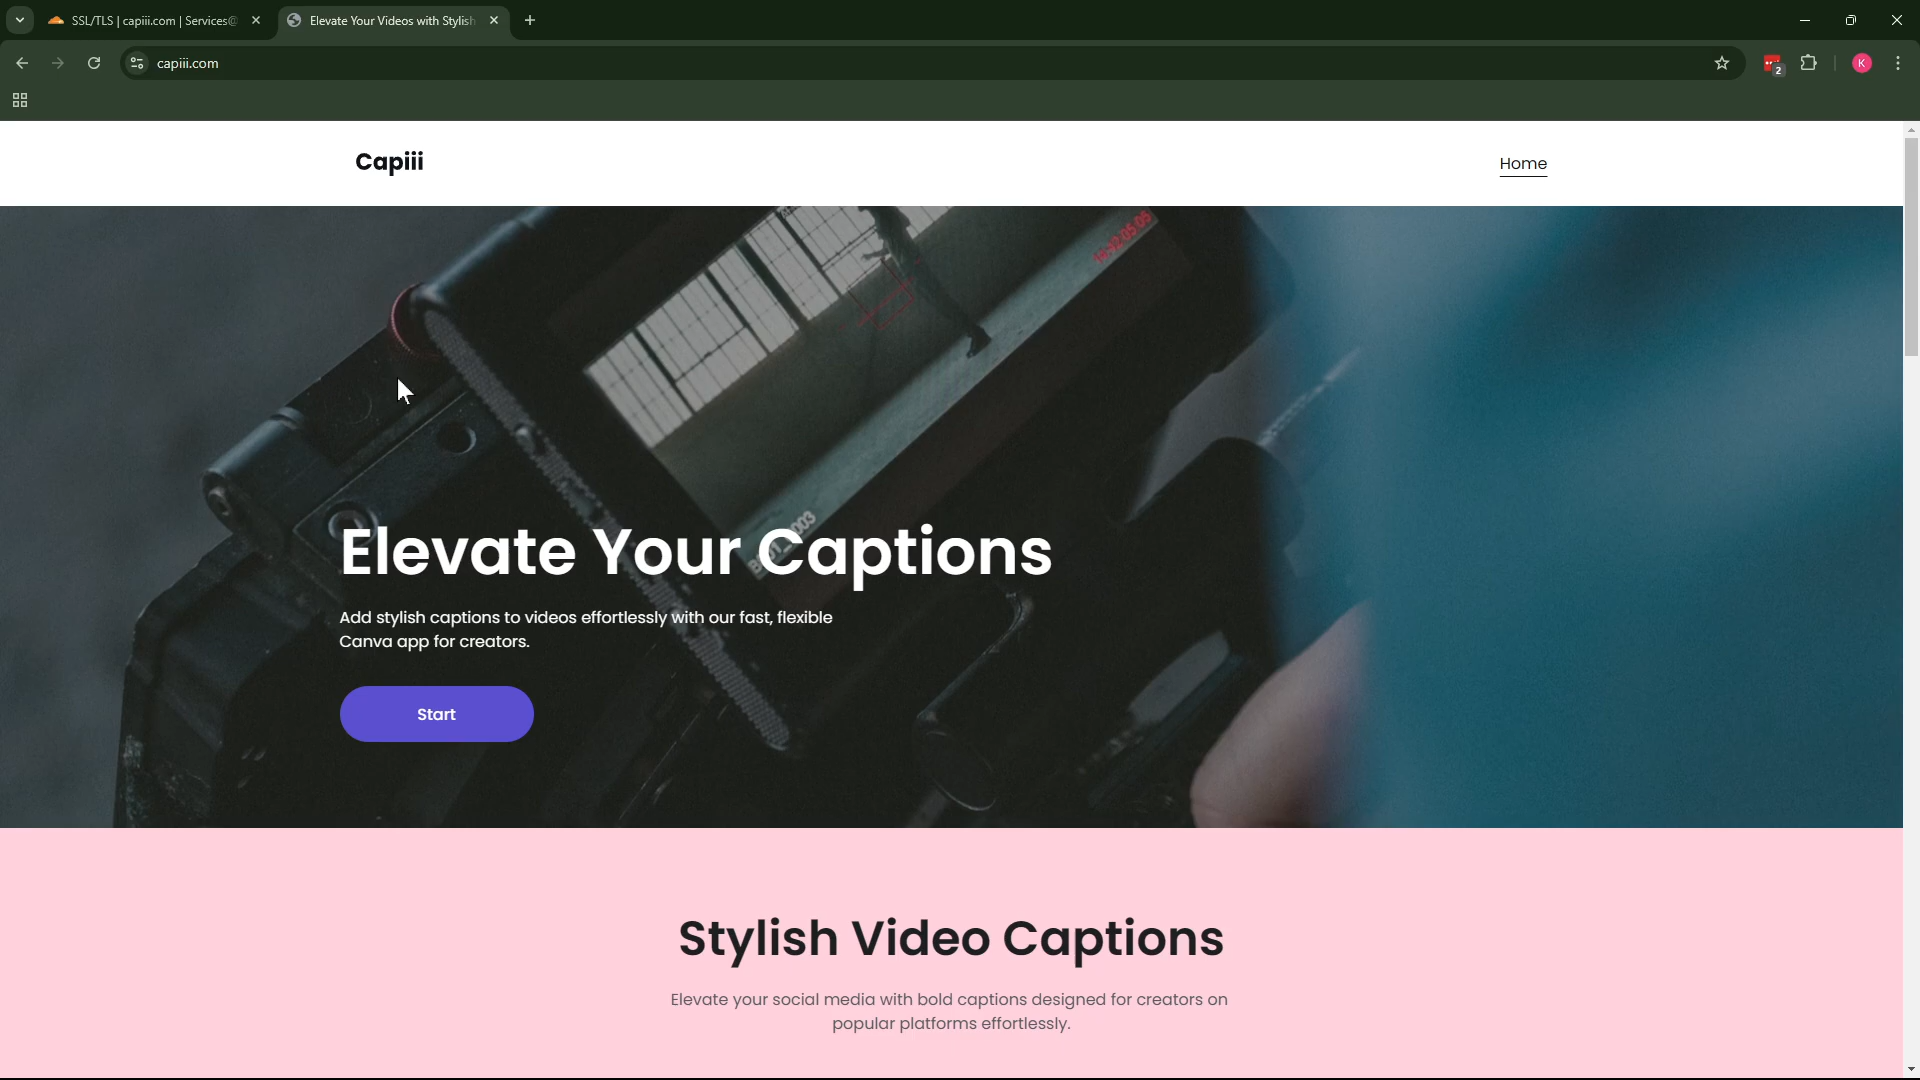 SSL/TLS | capiii.com | Services@
Elevate Your Videos with Stylish
capiii.com
2
K
Capiii
Home
Elevate Your Captions
Add stylish captions to videos effortlessly with our fast, flexible
Canva app for creators.
Start
Stylish Video Captions
Elevate your social media with bold captions designed for creators on
popular platforms effortlessly.